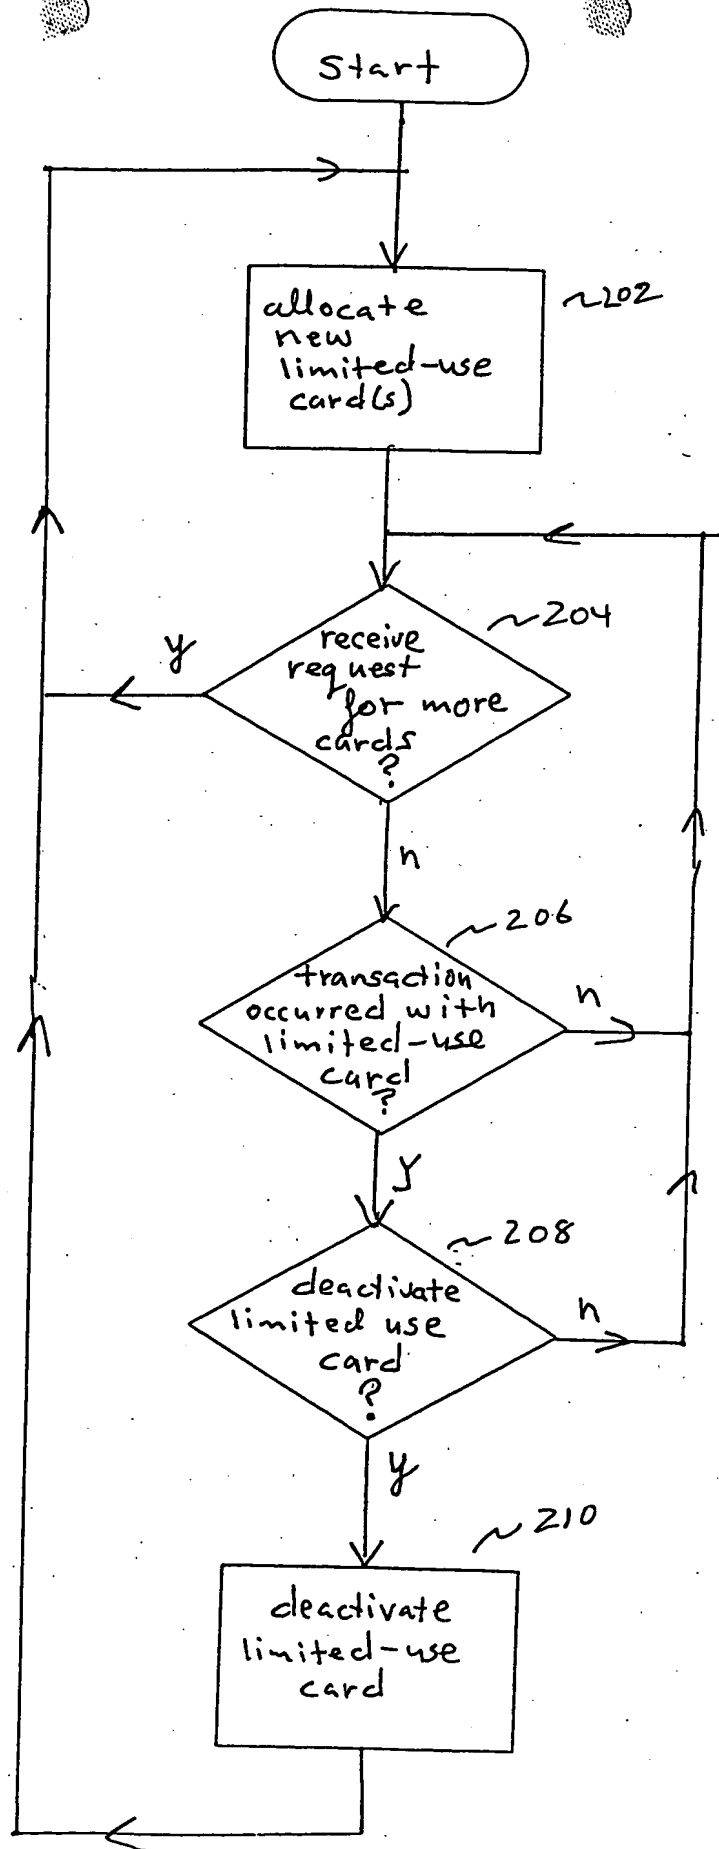 Start
202
allocate
new
limited-use
card(s)
204
y
receive
request
for more
cards
?
n
206
transaction
occurred with
limited-use
card
?
n
y
208
deactivate
limited use
card
?
n
y
210
deactivate
limited-use
card